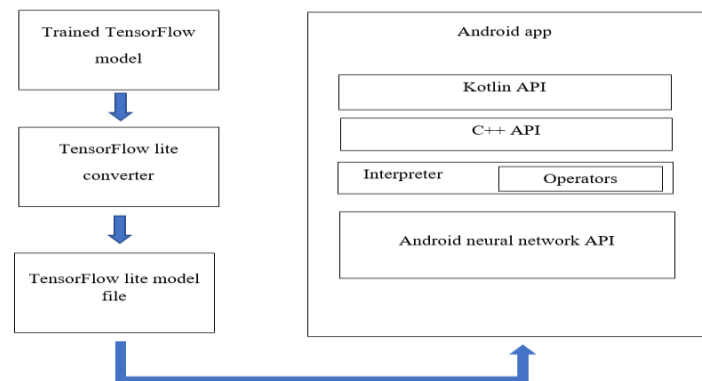 Trained TensorFlow
model
TensorFlow lite
converter
TensorFlow lite model
file
Android app
Kotlin API
C++ API
Interpreter
Operators
Android neural network API